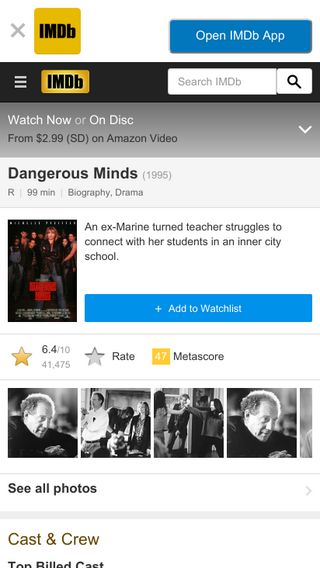 IMDb
Open IMDb App
IMDb
Search IMDb
Watch Now or On Disc
From $2.99 (SD) on Amazon Video
Dangerous Minds (1995)
R | 99 min | Biography, Drama
MICHELLE PFEIFFER
DANGEROUS
MINDS
An ex-Marine turned teacher struggles to
connect with her students in an inner city
school.
+ Add to Watchlist
6.4/10
41,475
Rate
47 Metascore
See all photos
Cast & Crew
Top Billed Cast